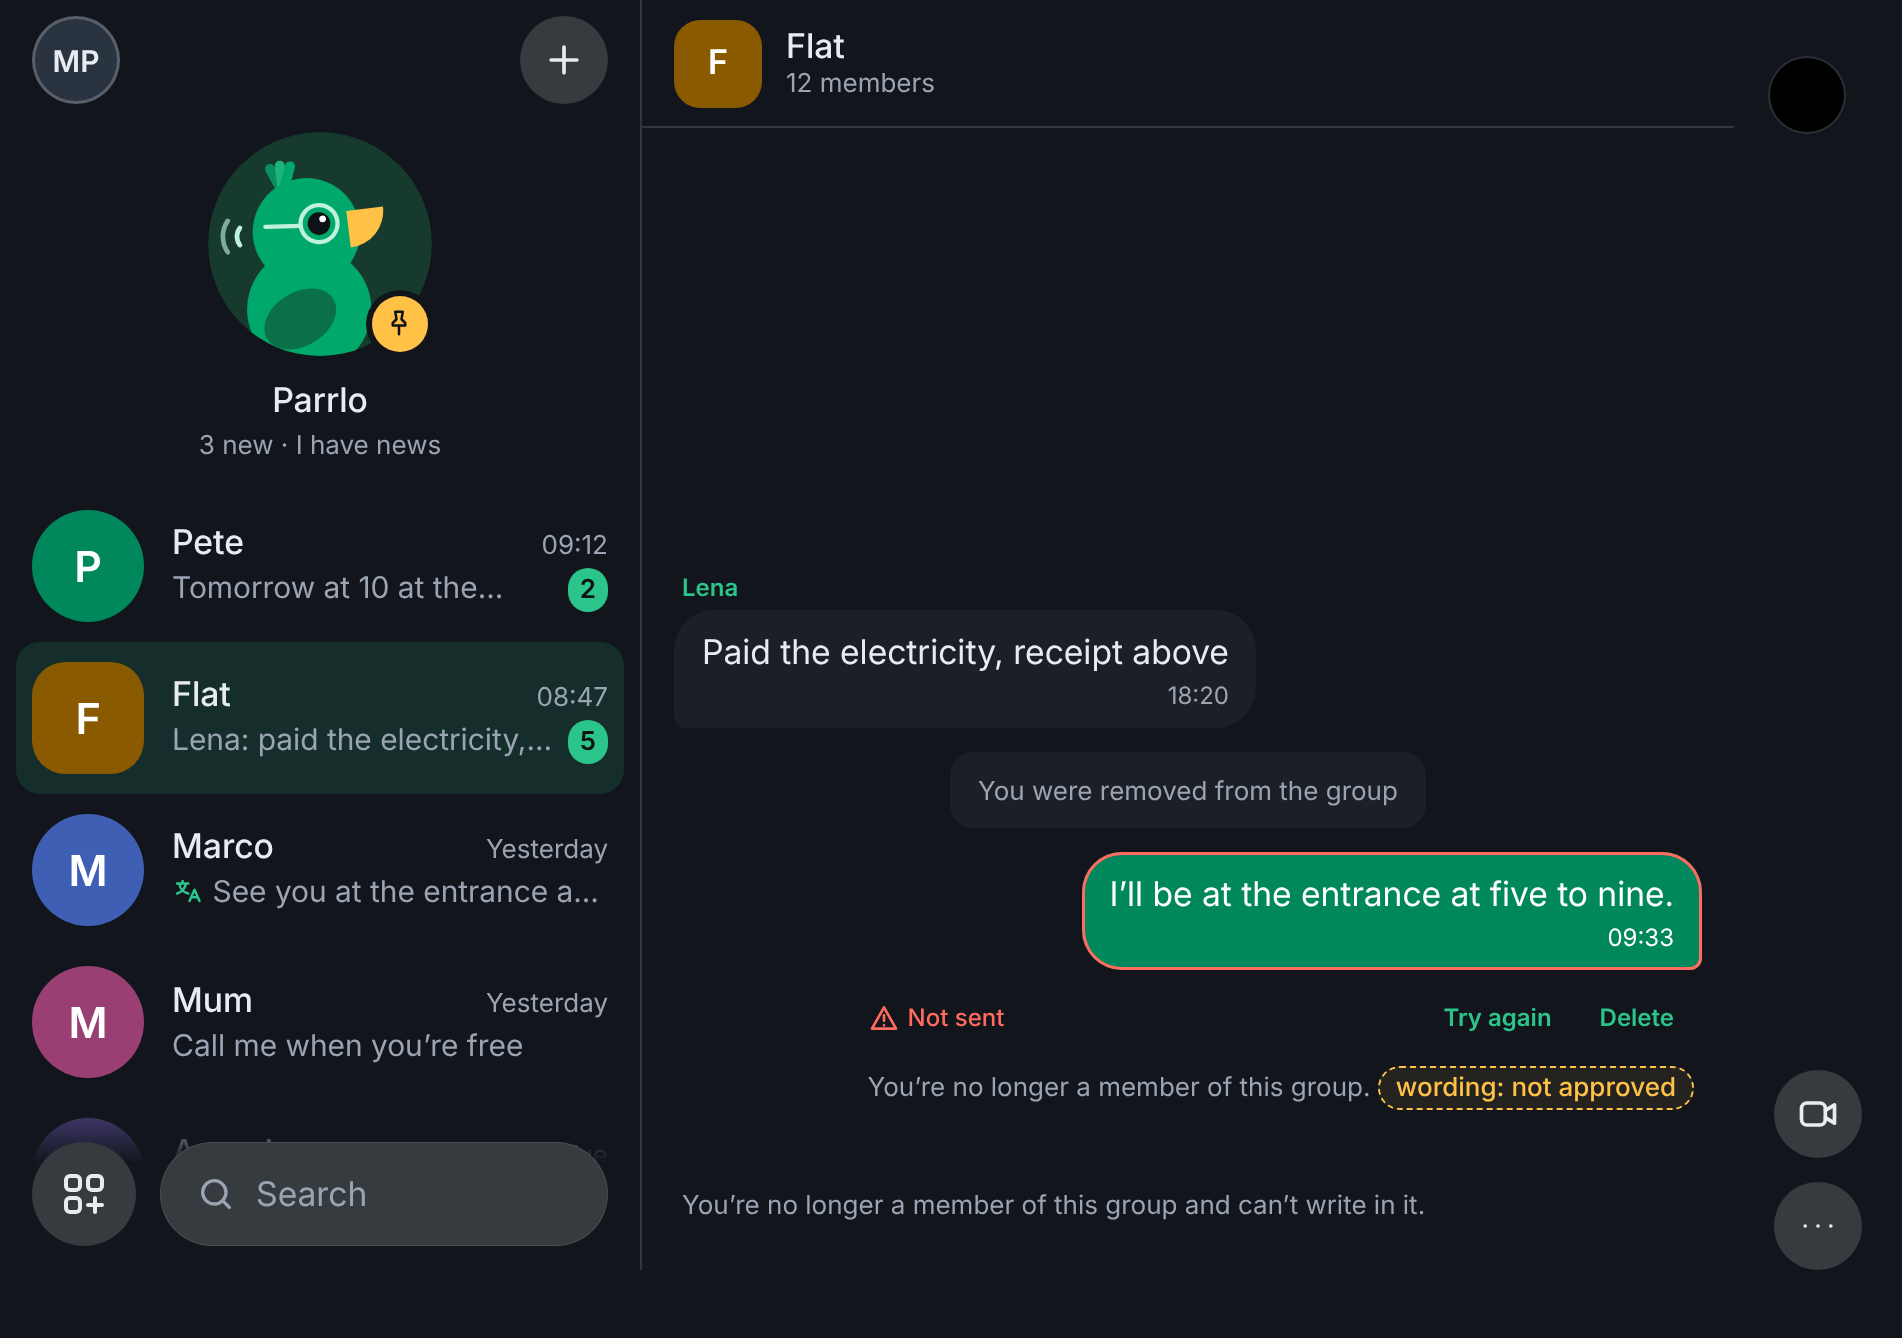 MP
Parrlo
3 new · I have news
P
Pete
09:12
Tomorrow at 10 at the...
2
F
Flat
08:47
Lena: paid the electricity,...
5
M
Marco
Yesterday
See you at the entrance a...
M
Mum
Yesterday
Call me when you’re free
Search
F
Flat
12 members
Lena
Paid the electricity, receipt above
18:20
You were removed from the group
I’ll be at the entrance at five to nine.
09:33
Not sent
Try again
Delete
You’re no longer a member of this group. wording: not approved
You’re no longer a member of this group and can’t write in it.